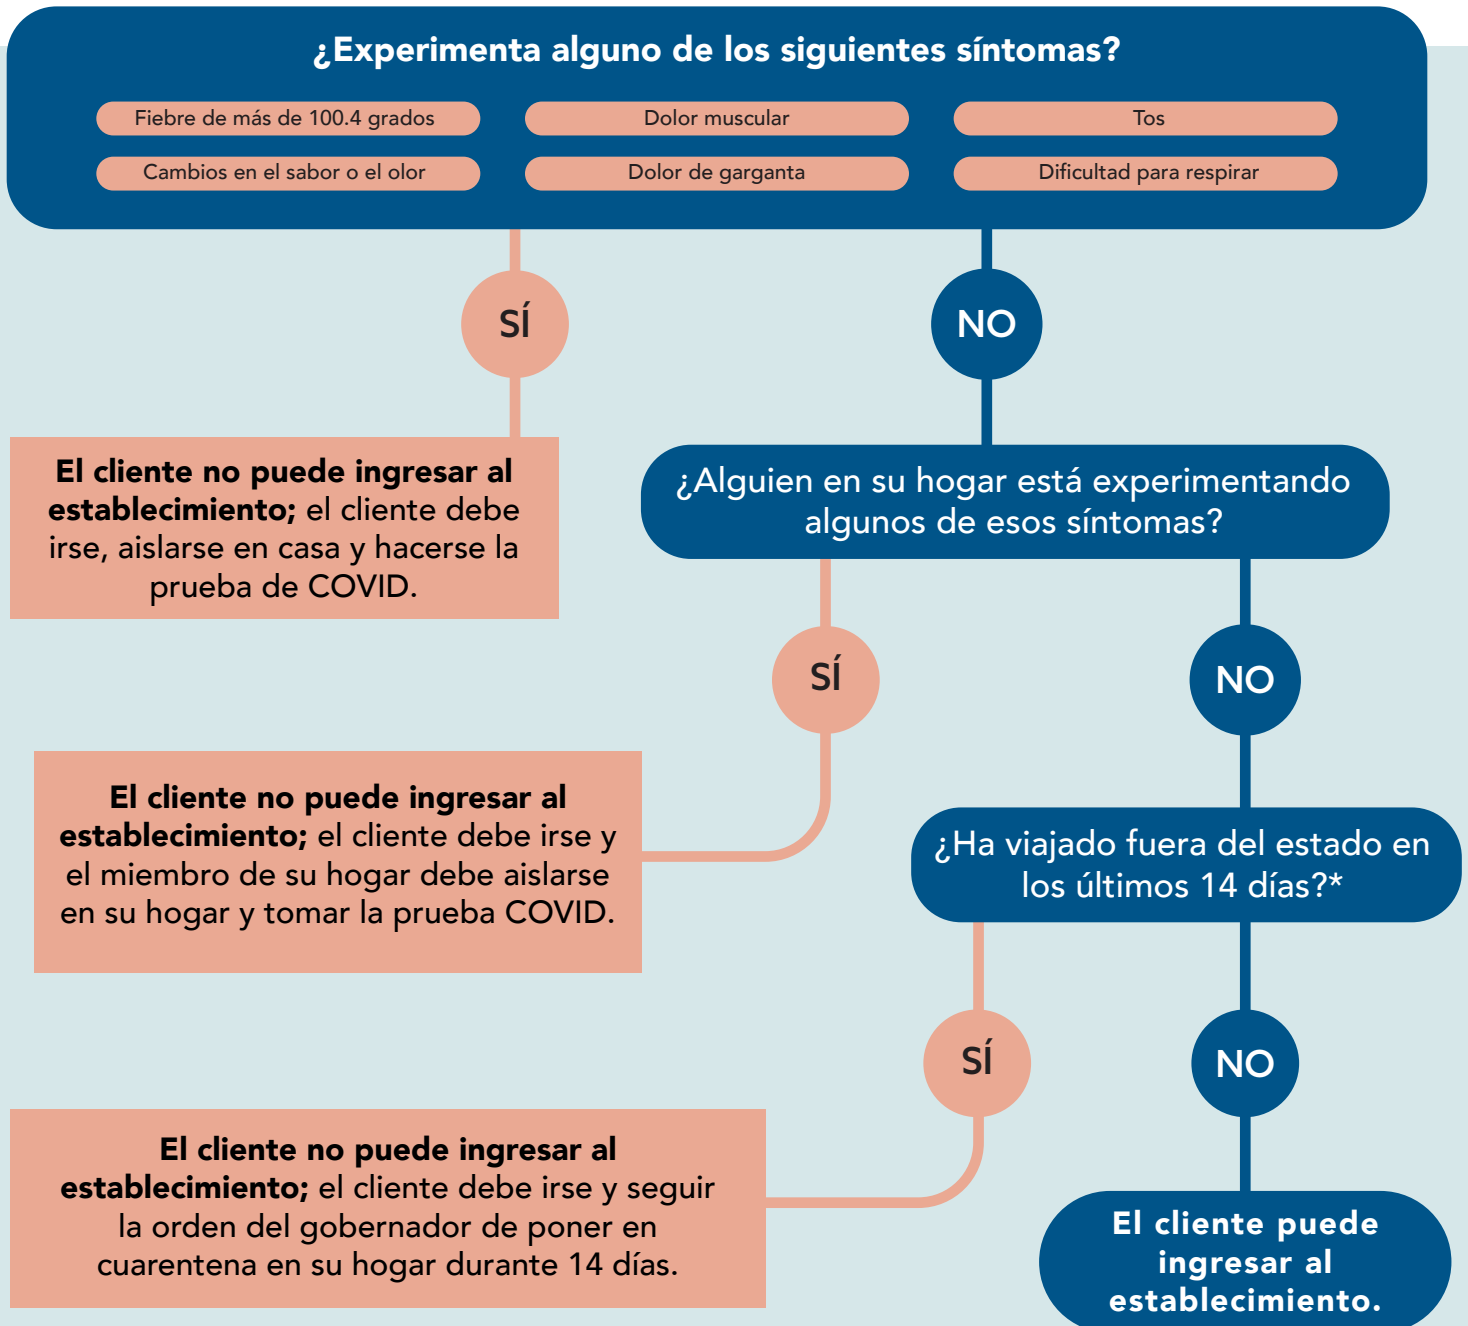 ¿Experimenta alguno de los siguientes síntomas?
Fiebre de más de 100.4 grados
Dolor muscular
Tos
Cambios en el sabor o el olor
Dolor de garganta
Dificultad para respirar
SÍ
NO
El cliente no puede ingresar al
establecimiento; el cliente debe
irse, aislarse en casa y hacerse la
prueba de COVID.
¿Alguien en su hogar está experimentando
algunos de esos síntomas?
SÍ
NO
El cliente no puede ingresar al
establecimiento; el cliente debe irse y
el miembro de su hogar debe aislarse
en su hogar y tomar la prueba COVID.
¿Ha viajado fuera del estado en
los últimos 14 días?*
SÍ
NO
El cliente no puede ingresar al
establecimiento; el cliente debe irse y seguir
la orden del gobernador de poner en
cuarentena en su hogar durante 14 días.
El cliente puede
ingresar al
establecimiento.